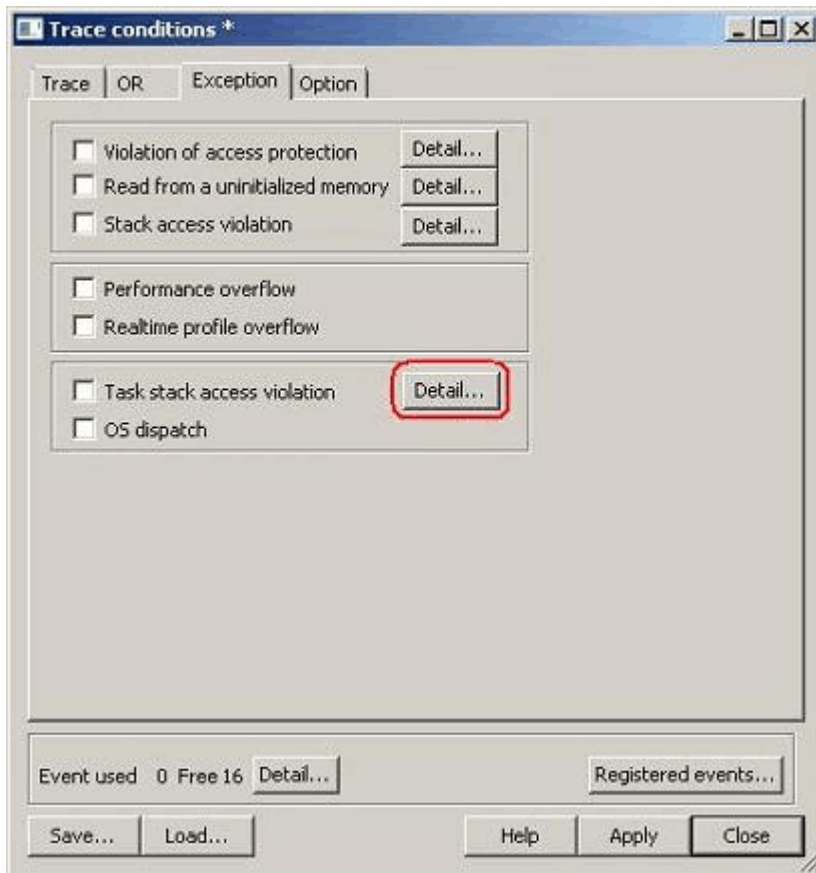 Trace conditions *
Trace OR Exception Option
Violation of access protection Detail...
Read from a uninitialized memory Detail...
Stack access violation Detail...
Performance overflow
Realtime profile overflow
Task stack access violation Detail...
OS dispatch
Event used 0 Free 16 Detail... Registered events...
Save... Load... Help Apply Close